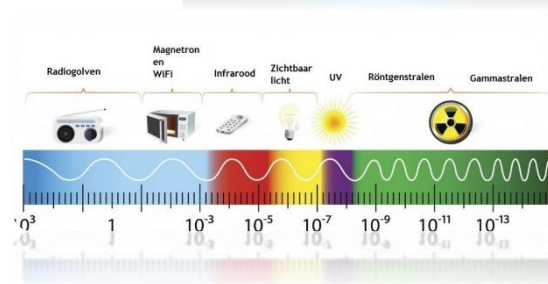 Radiogolven
Magnetron
en
WiFi
Infrarood
Zichtbaar
licht
UV
Röntgenstralen
Gammastralen
10³ 1 10⁻³ 10⁻⁵ 10⁻⁷ 10⁻⁹ 10⁻¹¹ 10⁻¹³